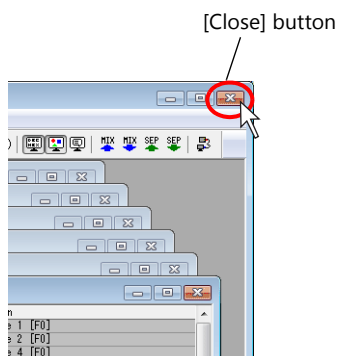 [Close] button
MIX MIX SEP SEP
n
e 1 [F0]
e 2 [F0]
e 4 [F0]